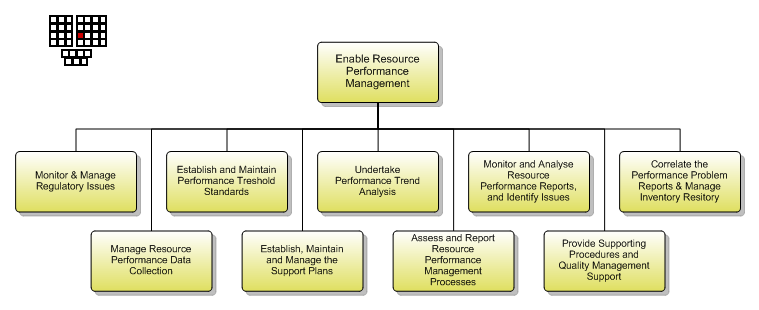 Enable Resource
Performance
Management
Monitor & Manage
Regulatory Issues
Establish and Maintain
Performance Treshold
Standards
Undertake
Performance Trend
Analysis
Monitor and Analyse
Resource
Performance Reports,
and Identify Issues
Correlate the
Performance Problem
Reports & Manage
Inventory Resitory
Manage Resource
Performance Data
Collection
Establish, Maintain
and Manage the
Support Plans
Assess and Report
Resource
Performance
Management
Processes
Provide Supporting
Procedures and
Quality Management
Support